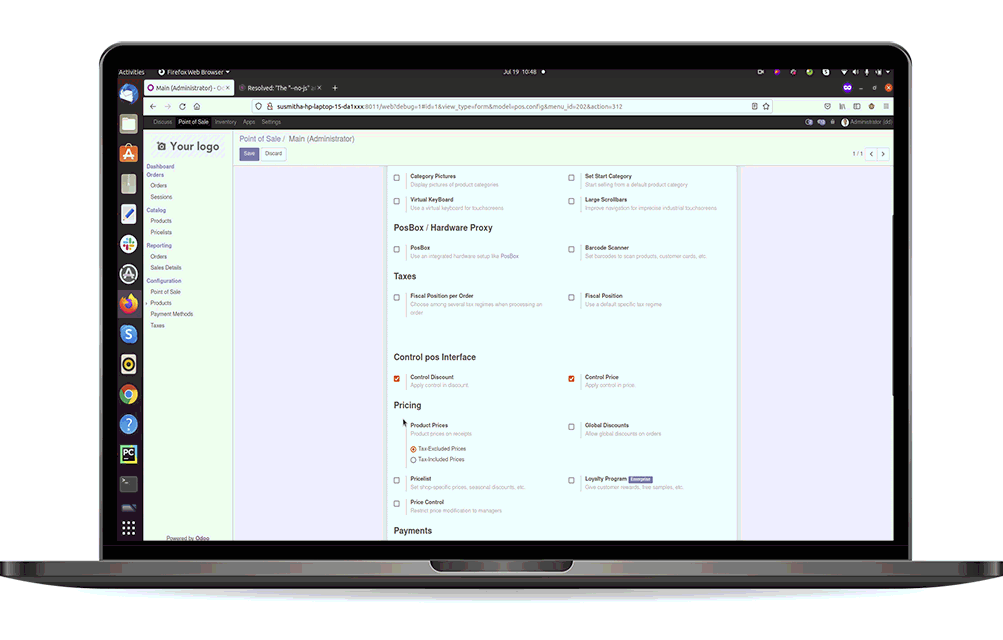 Activities
Firefox Web Browser
Jul 19 10:48
Main (Administrator) - O
Resolved: The "--no-js" a
susmitha-hp-laptop-15-da1xxx:8011/web?debug=1#id=1&view_type=form&model=pos.config&menu_id=202&action=312
Discuss Point of Sale Inventory Apps Settings
Administrator
Your logo
Point of Sale / Main (Administrator)
Save Discard
1 / 1
Dashboard
Orders
Orders
Sessions
Catalog
Products
Pricelists
Reporting
Orders
Sales Details
Configuration
Point of Sale
Products
Payment Methods
Taxes
Powered by Odoo
Category Pictures
Display pictures of product categories
Set Start Category
Start selling from a default product category
Virtual KeyBoard
Use a virtual keyboard for touchscreens
Large Scrollbars
Improve navigation for imprecise industrial touchscreens
PosBox / Hardware Proxy
PosBox
Use an integrated hardware setup like PosBox
Barcode Scanner
Set barcodes to scan products, customer cards, etc.
Taxes
Fiscal Position per Order
Choose among several tax regimes when processing an
order
Fiscal Position
Use a default specific tax regime
Control pos Interface
Control Discount
Apply control in discount.
Control Price
Apply control in price.
Pricing
Product Prices
Product prices on receipts
Tax-Excluded Prices
Tax-Included Prices
Global Discounts
Allow global discounts on orders
Pricelist
Set shop-specific prices, seasonal discounts, etc.
Loyalty Program Enterprise
Give customer rewards, free samples, etc.
Price Control
Restrict price modification to managers
Payments